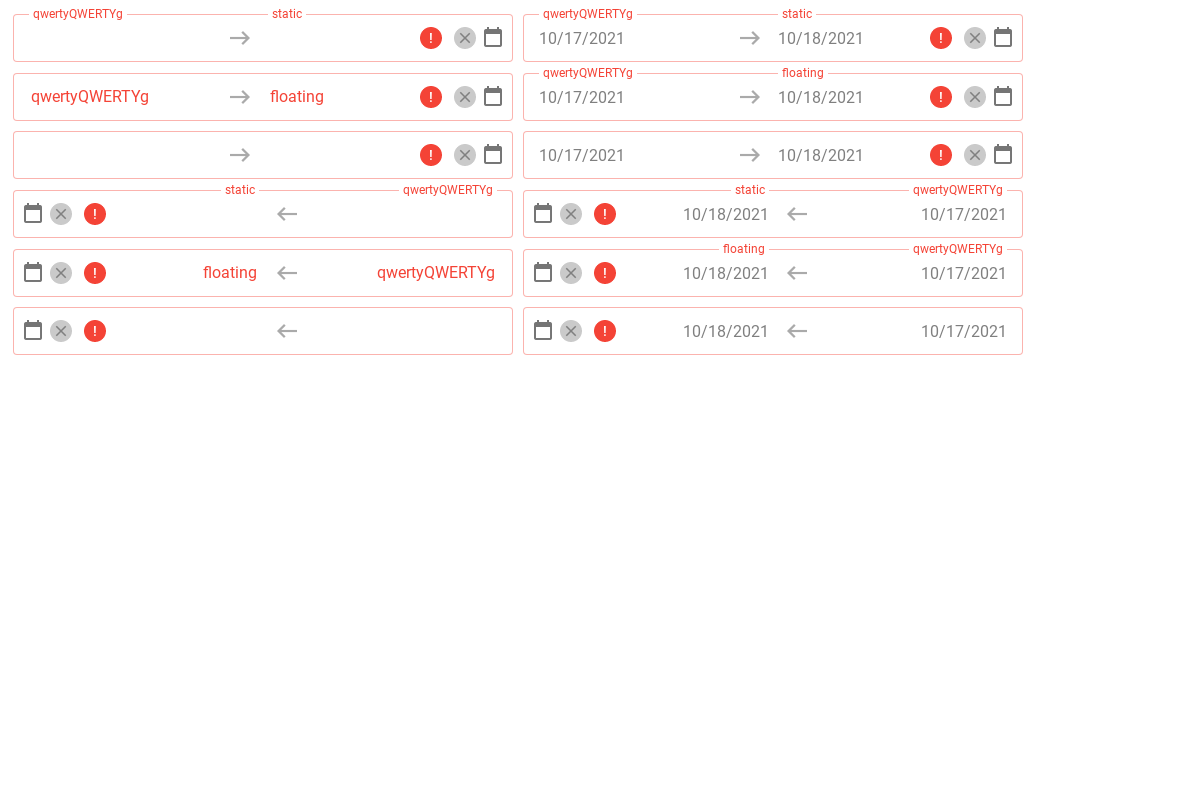 qwertyQWERTYg static qwertyQWERTYg static
10/17/2021 10/18/2021
qwertyQWERTYg floating
qwertyQWERTYg floating 10/17/2021 10/18/2021
10/17/2021 10/18/2021
static qwertyQWERTYg static qwertyQWERTYg
10/18/2021 10/17/2021
floating qwertyQWERTYg
floating qwertyQWERTYg 10/18/2021 10/17/2021
10/18/2021 10/17/2021